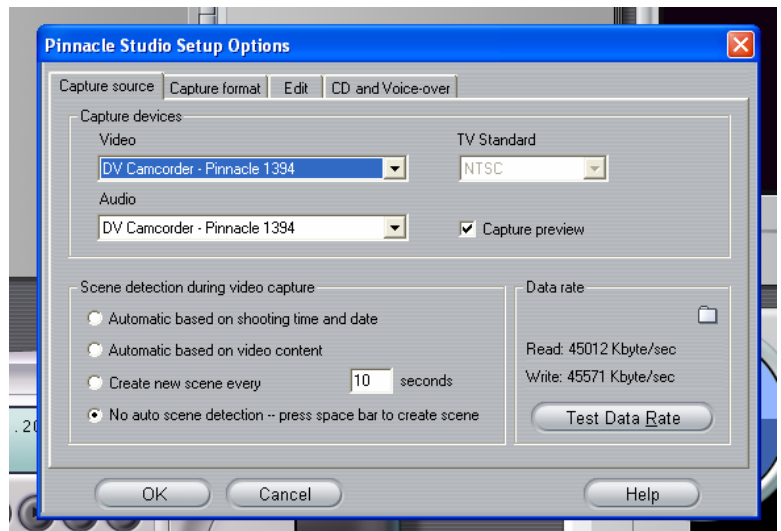 Pinnacle Studio Setup Options
Capture source Capture format Edit CD and Voice-over
Capture devices
Video TV Standard
DV Camcorder - Pinnacle 1394 NTSC
Audio
DV Camcorder - Pinnacle 1394 Capture preview
Scene detection during video capture Data rate
Automatic based on shooting time and date
Automatic based on video content Read: 45012 Kbyte/sec
Create new scene every 10 seconds Write: 45571 Kbyte/sec
No auto scene detection -- press space bar to create scene Test Data Rate
. 20
OK Cancel Help